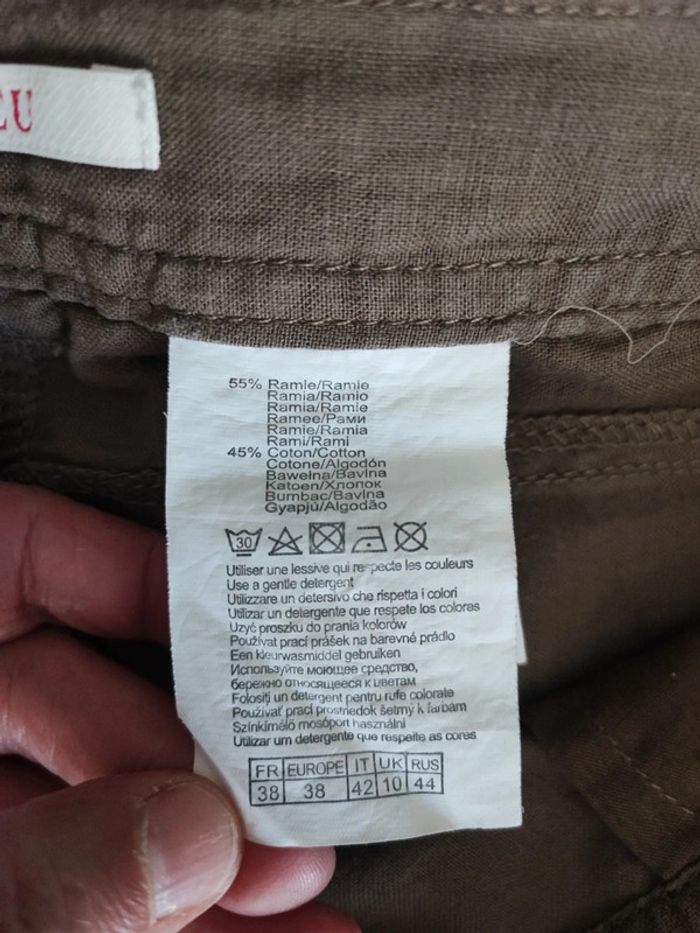 EU
55% Ramie/Ramie
Ramia/Ramio
Ramia/Ramie
Ramee/Рами
Ramie/Ramia
Rami/Rami
45% Coton/Cotton
Cotone/Algodón
Bawełna/Bavlna
Katoen/Хлопок
Bumbac/Bavlna
Gyapjú/Algodão
30
Utiliser une lessive qui respecte les couleurs
Use a gentle detergent
Utilizzare un detersivo che rispetta i colori
Utilizar un detergente que respete los colores
Uzyć proszku do prania kolorów
Používat prací prášek na barevné prádlo
Een kleurwasmiddel gebruiken
Используйте моющее средство,
бережно относящееся к цветам
Folosiți un detergent pentru rufe colorate
Používať prací prostriedok šetrný k farbám
Színkímélő mosóport használni
Utilizar um detergente que respeite as cores
FR EUROPE IT UK RUS
38 38 42 10 44